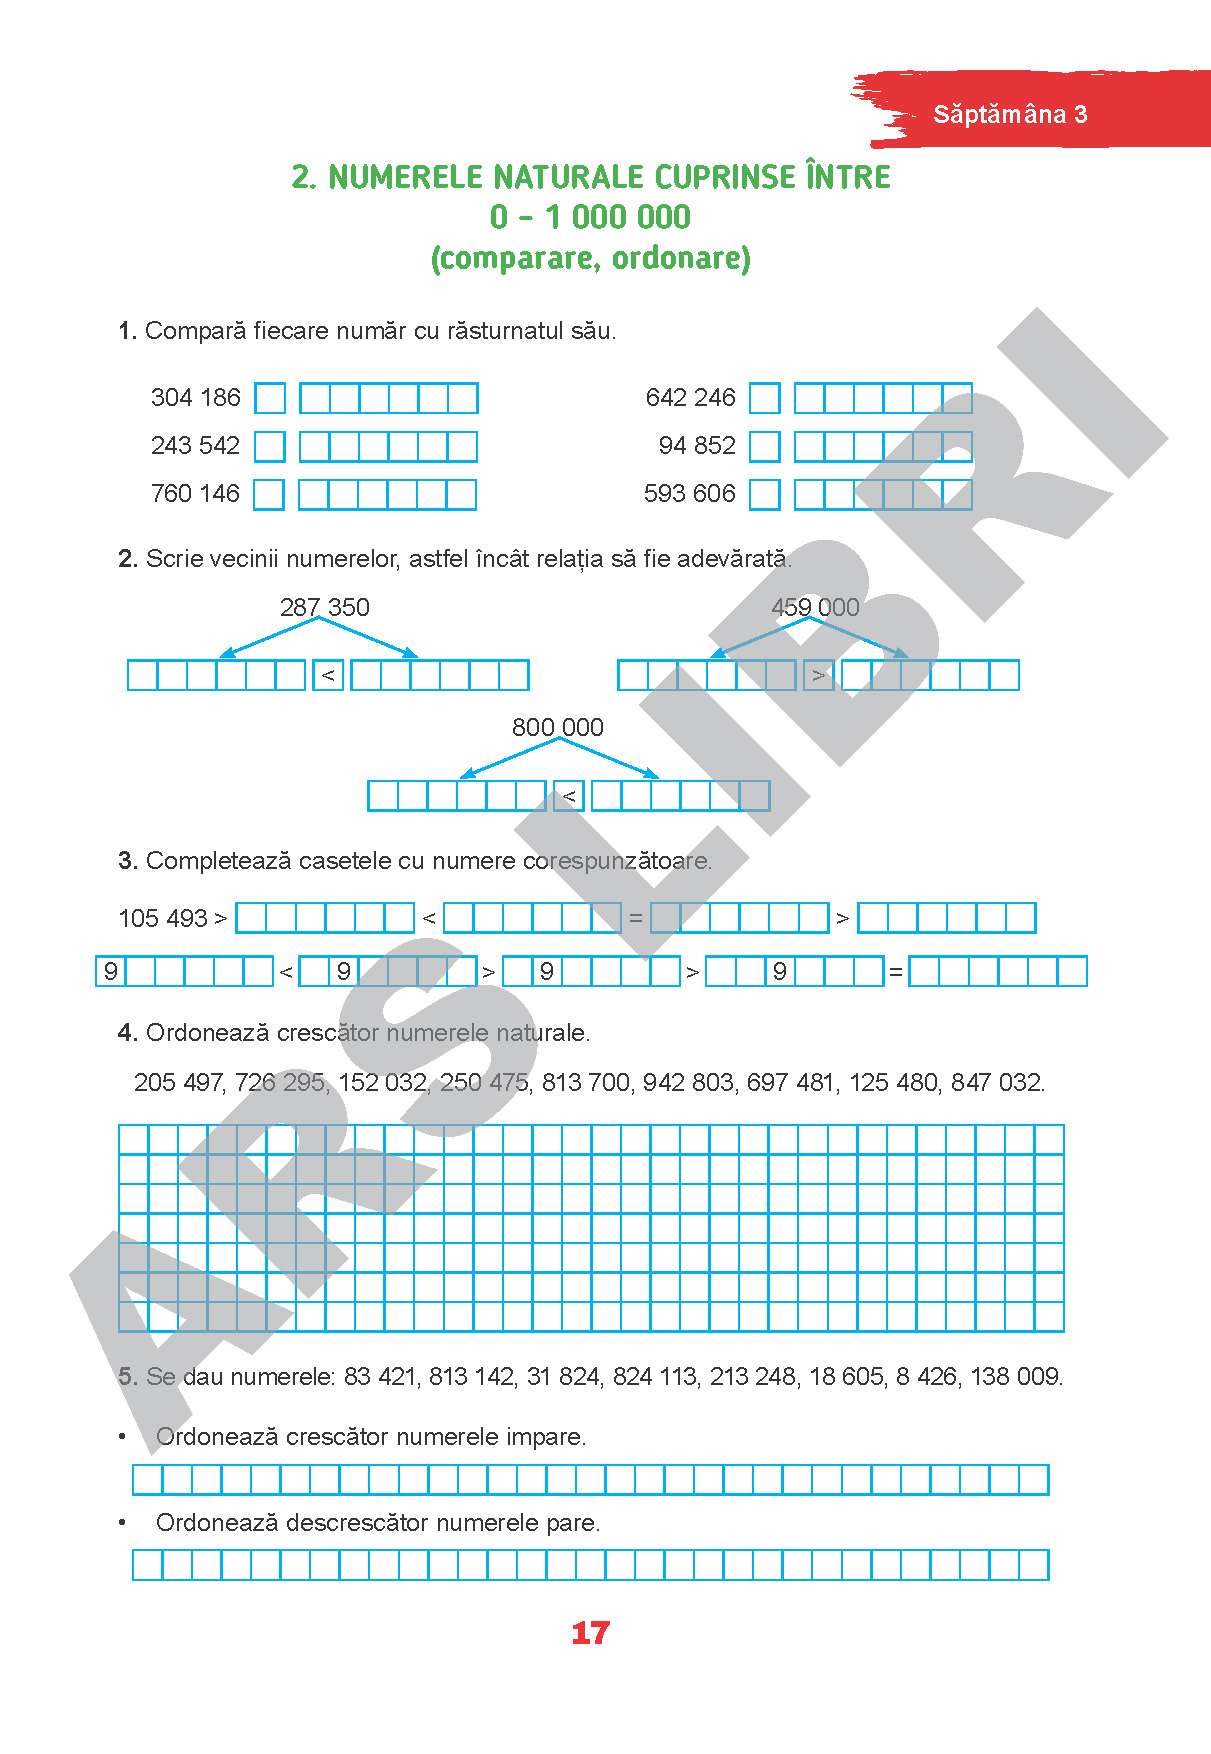 Săptămâna 3
2. NUMERELE NATURALE CUPRINSE ÎNTRE
0 – 1 000 000
(comparare, ordonare)
1. Compară fiecare număr cu răsturnatul său.
304 186 642 246
243 542 94 852
760 146 593 606
2. Scrie vecinii numerelor, astfel încât relația să fie adevărată.
287 350 459 000
< >
800 000
<
3. Completează casetele cu numere corespunzătoare.
105 493 > < = >
9 < 9 > 9 > 9 =
4. Ordonează crescător numerele naturale.
205 497, 726 295, 152 032, 250 475, 813 700, 942 803, 697 481, 125 480, 847 032.
5. Se dau numerele: 83 421, 813 142, 31 824, 824 113, 213 248, 18 605, 8 426, 138 009.
• Ordonează crescător numerele impare.
• Ordonează descrescător numerele pare.
17
ARS LIBRI